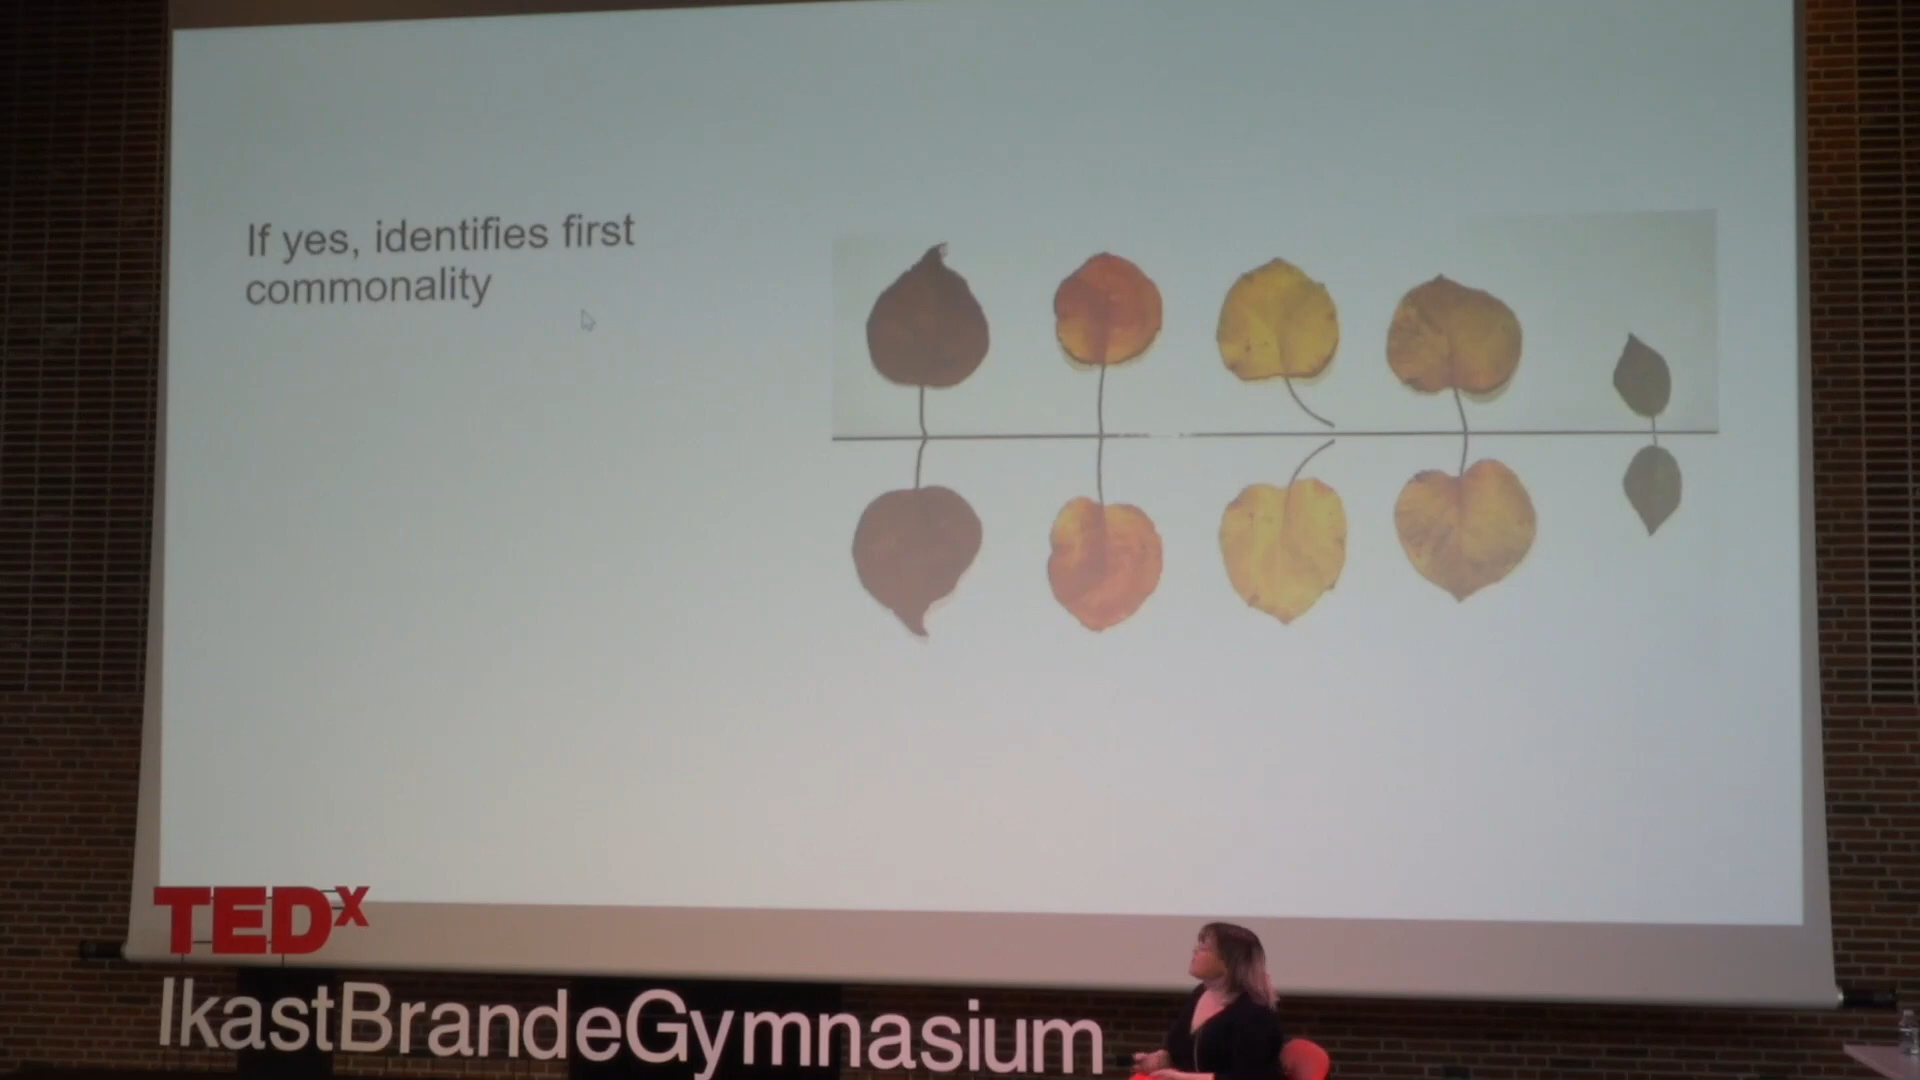 If yes, identifies first
commonality
TEDx
IkastBrandeGymnasium